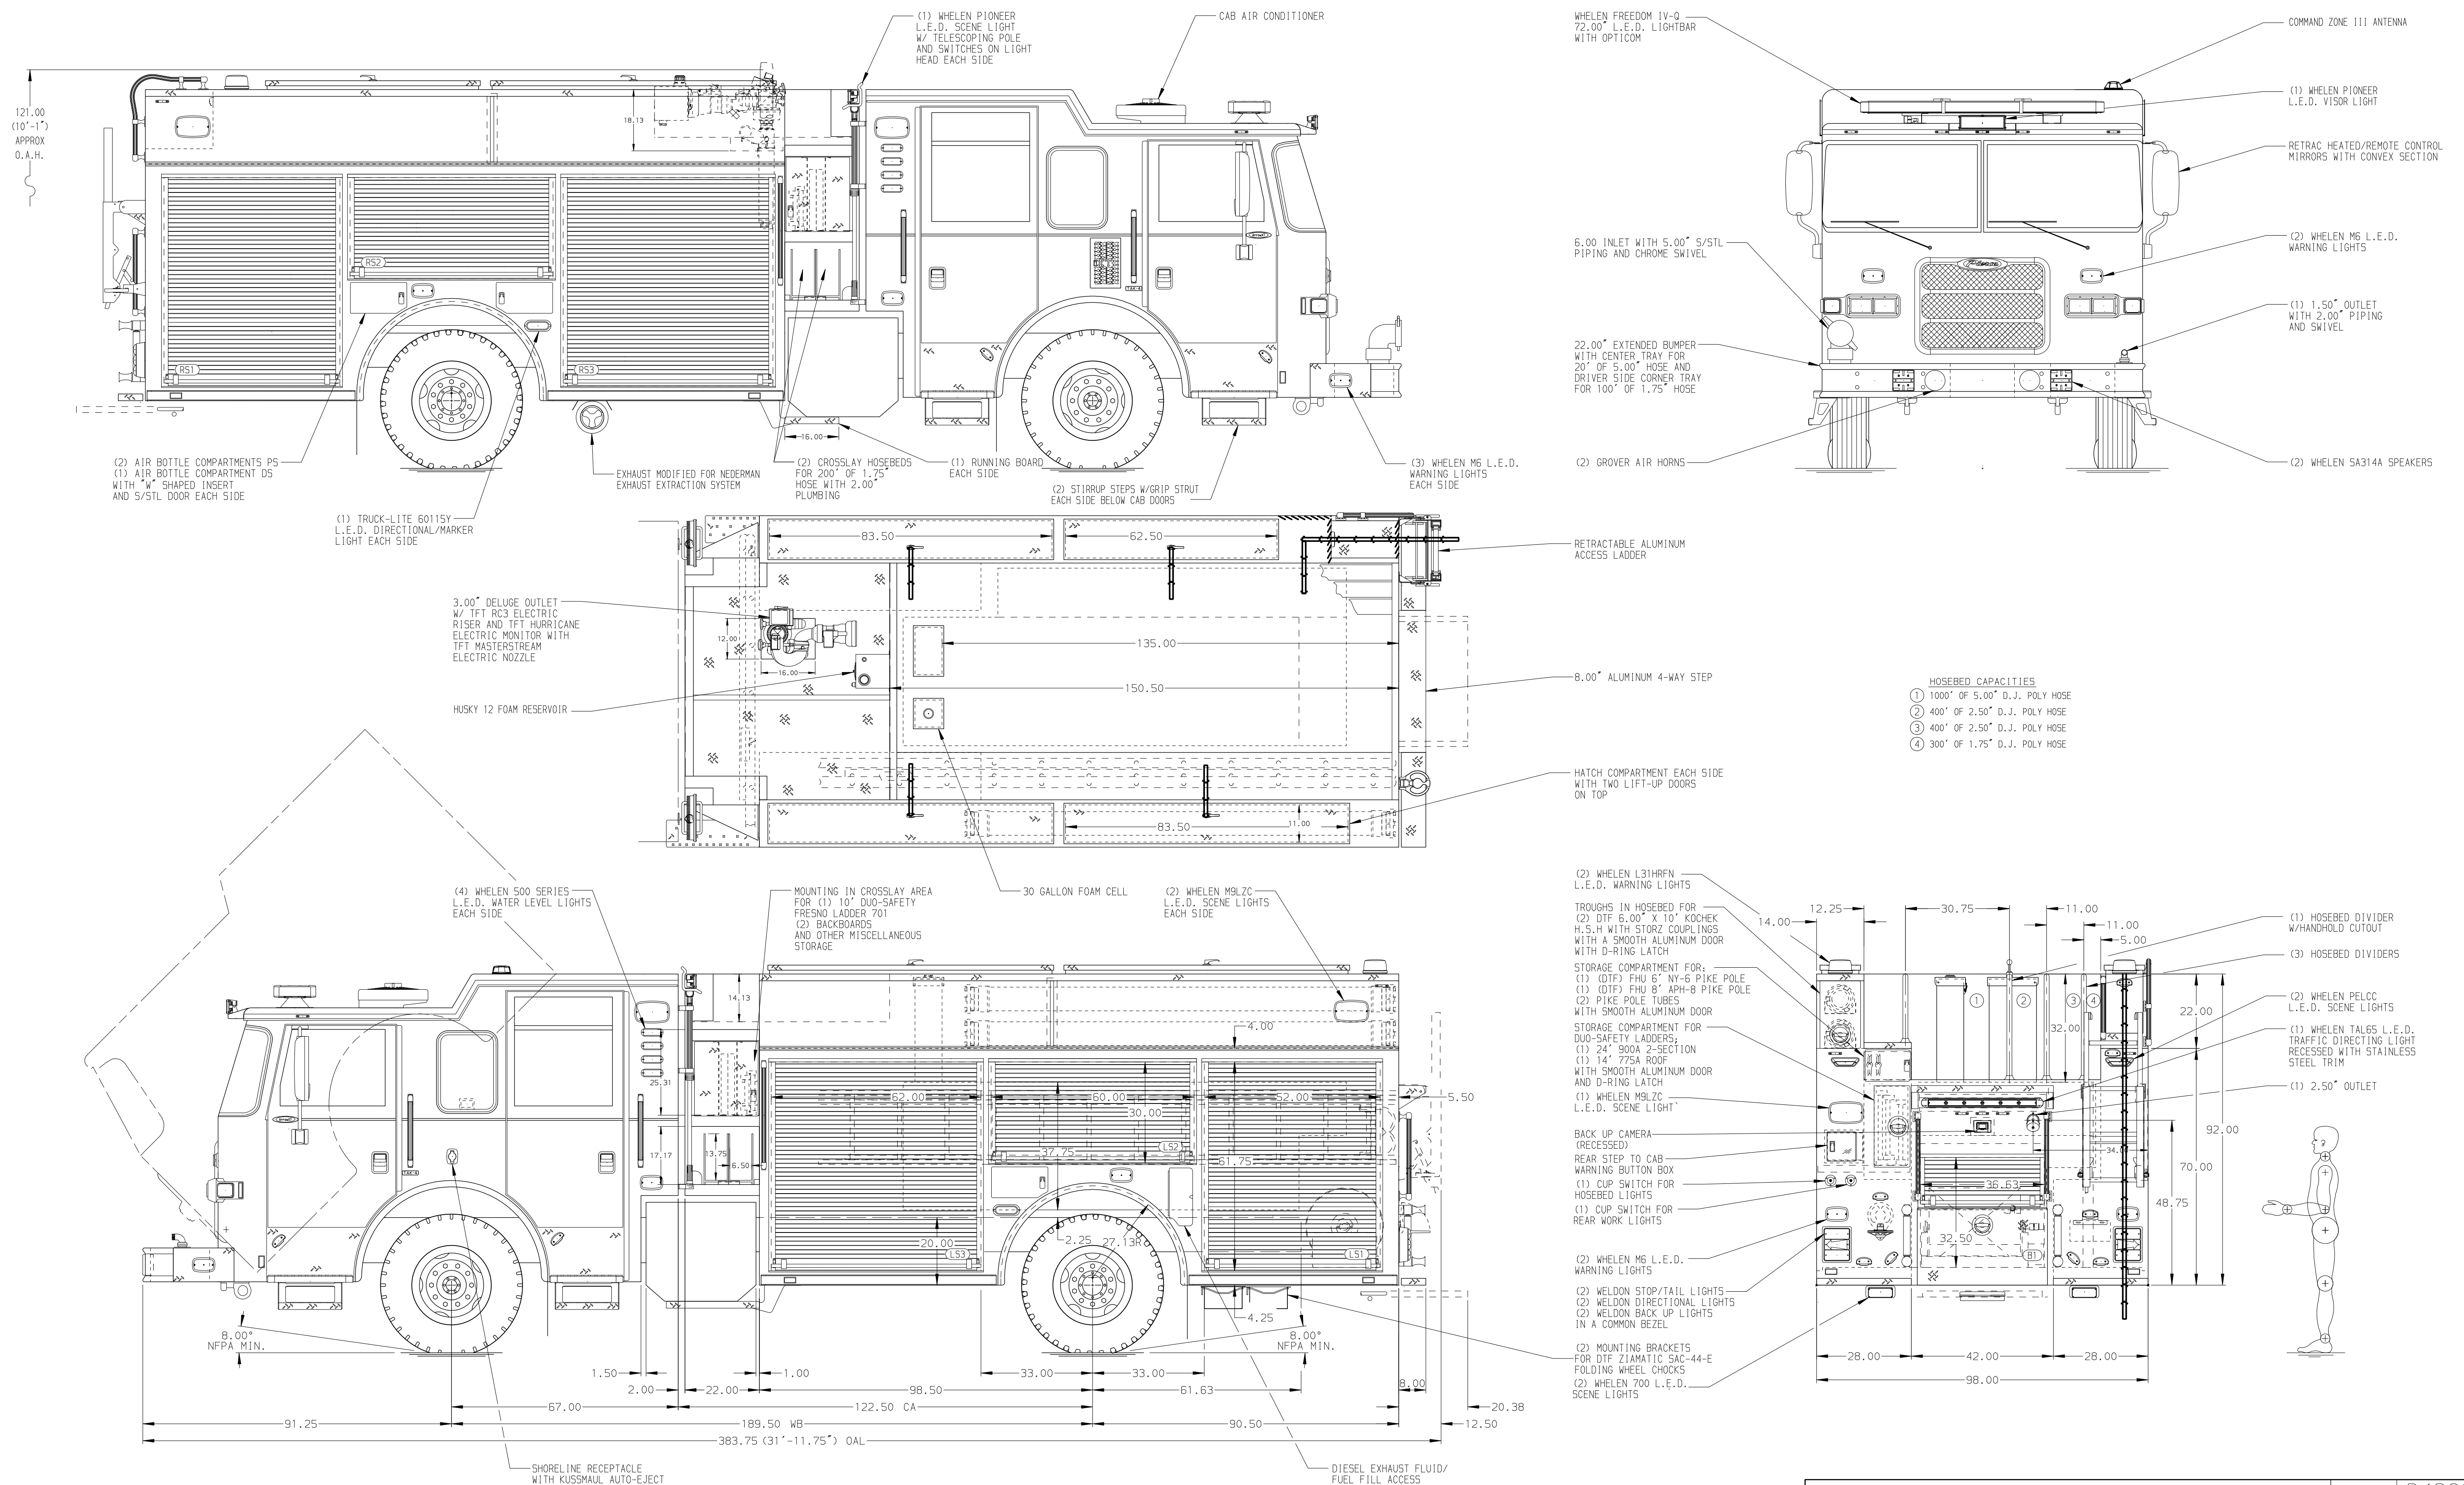 (1) WHELEN PIONEER
L.E.D. SCENE LIGHT
W/ TELESCOPING POLE
AND SWITCHES ON LIGHT
HEAD EACH SIDE
CAB AIR CONDITIONER
121.00
(10'-1")
APPROX
O.A.H.
18.13
RS2
RS1
RS3
TAK-4
16.00
(2) AIR BOTTLE COMPARTMENTS PS
(1) AIR BOTTLE COMPARTMENT DS
WITH "W" SHAPED INSERT
AND S/STL DOOR EACH SIDE
(1) TRUCK-LITE 60115Y
L.E.D. DIRECTIONAL/MARKER
LIGHT EACH SIDE
EXHAUST MODIFIED FOR NEDERMAN
EXHAUST EXTRACTION SYSTEM
(2) CROSSLAY HOSEBEDS
FOR 200' OF 1.75"
HOSE WITH 2.00"
PLUMBING
(1) RUNNING BOARD
EACH SIDE
(2) STIRRUP STEPS W/GRIP STRUT
EACH SIDE BELOW CAB DOORS
(3) WHELEN M6 L.E.D.
WARNING LIGHTS
EACH SIDE
WHELEN FREEDOM IV-Q
72.00" L.E.D. LIGHTBAR
WITH OPTICOM
6.00 INLET WITH 5.00" S/STL
PIPING AND CHROME SWIVEL
22.00" EXTENDED BUMPER
WITH CENTER TRAY FOR
20' OF 5.00" HOSE AND
DRIVER SIDE CORNER TRAY
FOR 100' OF 1.75" HOSE
(2) GROVER AIR HORNS
COMMAND ZONE III ANTENNA
(1) WHELEN PIONEER
L.E.D. VISOR LIGHT
RETRAC HEATED/REMOTE CONTROL
MIRRORS WITH CONVEX SECTION
(2) WHELEN M6 L.E.D.
WARNING LIGHTS
(1) 1.50" OUTLET
WITH 2.00" PIPING
AND SWIVEL
(2) WHELEN SA314A SPEAKERS
Pierce
83.50
62.50
3.00" DELUGE OUTLET
W/ TFT RC3 ELECTRIC
RISER AND TFT HURRICANE
ELECTRIC MONITOR WITH
TFT MASTERSTREAM
ELECTRIC NOZZLE
12.00
16.00
135.00
150.50
HUSKY 12 FOAM RESERVOIR
83.50
11.00
RETRACTABLE ALUMINUM
ACCESS LADDER
8.00" ALUMINUM 4-WAY STEP
HATCH COMPARTMENT EACH SIDE
WITH TWO LIFT-UP DOORS
ON TOP
30 GALLON FOAM CELL
HOSEBED CAPACITIES
1 1000' OF 5.00" D.J. POLY HOSE
2 400' OF 2.50" D.J. POLY HOSE
3 400' OF 2.50" D.J. POLY HOSE
4 300' OF 1.75" D.J. POLY HOSE
(4) WHELEN 500 SERIES
L.E.D. WATER LEVEL LIGHTS
EACH SIDE
MOUNTING IN CROSSLAY AREA
FOR (1) 10' DUO-SAFETY
FRESNO LADDER 701
(2) BACKBOARDS
AND OTHER MISCELLANEOUS
STORAGE
(2) WHELEN M9LZC
L.E.D. SCENE LIGHTS
EACH SIDE
14.13
4.00
25.31
62.00
60.00
52.00
5.50
30.00
17.17
13.75
6.50
37.75
LS2
61.75
TAK-4
20.00
LS3
2.25
27.13R
LS1
4.25
8.00°
NFPA MIN.
8.00°
NFPA MIN.
1.50
1.00
33.00
33.00
2.00
22.00
98.50
61.63
8.00
67.00
122.50 CA
20.38
91.25
189.50 WB
90.50
12.50
383.75 (31'-11.75") OAL
SHORELINE RECEPTACLE
WITH KUSSMAUL AUTO-EJECT
DIESEL EXHAUST FLUID/
FUEL FILL ACCESS
(2) WHELEN L31HRFN
L.E.D. WARNING LIGHTS
TROUGHS IN HOSEBED FOR
(2) DTF 6.00" X 10' KOCHEK
H.S.H WITH STORZ COUPLINGS
WITH A SMOOTH ALUMINUM DOOR
WITH D-RING LATCH
STORAGE COMPARTMENT FOR:
(1) (DTF) FHU 6' NY-6 PIKE POLE
(1) (DTF) FHU 8' APH-8 PIKE POLE
(2) PIKE POLE TUBES
WITH SMOOTH ALUMINUM DOOR
STORAGE COMPARTMENT FOR
DUO-SAFETY LADDERS;
(1) 24' 900A 2-SECTION
(1) 14' 775A ROOF
WITH SMOOTH ALUMINUM DOOR
AND D-RING LATCH
(1) WHELEN M9LZC
L.E.D. SCENE LIGHT
BACK UP CAMERA
(RECESSED)
REAR STEP TO CAB
WARNING BUTTON BOX
(1) CUP SWITCH FOR
HOSEBED LIGHTS
(1) CUP SWITCH FOR
REAR WORK LIGHTS
(2) WHELEN M6 L.E.D.
WARNING LIGHTS
(2) WELDON STOP/TAIL LIGHTS
(2) WELDON DIRECTIONAL LIGHTS
(2) WELDON BACK UP LIGHTS
IN A COMMON BEZEL
(2) MOUNTING BRACKETS
FOR DTF ZIAMATIC SAC-44-E
FOLDING WHEEL CHOCKS
(2) WHELEN 700 L.E.D.
SCENE LIGHTS
12.25
30.75
11.00
14.00
11.00
5.00
1
2
3
4
22.00
32.00
92.00
34.00
70.00
36.63
48.75
32.50
B1
28.00
42.00
28.00
98.00
(1) HOSEBED DIVIDER
W/HANDHOLD CUTOUT
(3) HOSEBED DIVIDERS
(2) WHELEN PELCC
L.E.D. SCENE LIGHTS
(1) WHELEN TAL65 L.E.D.
TRAFFIC DIRECTING LIGHT
RECESSED WITH STAINLESS
STEEL TRIM
(1) 2.50" OUTLET